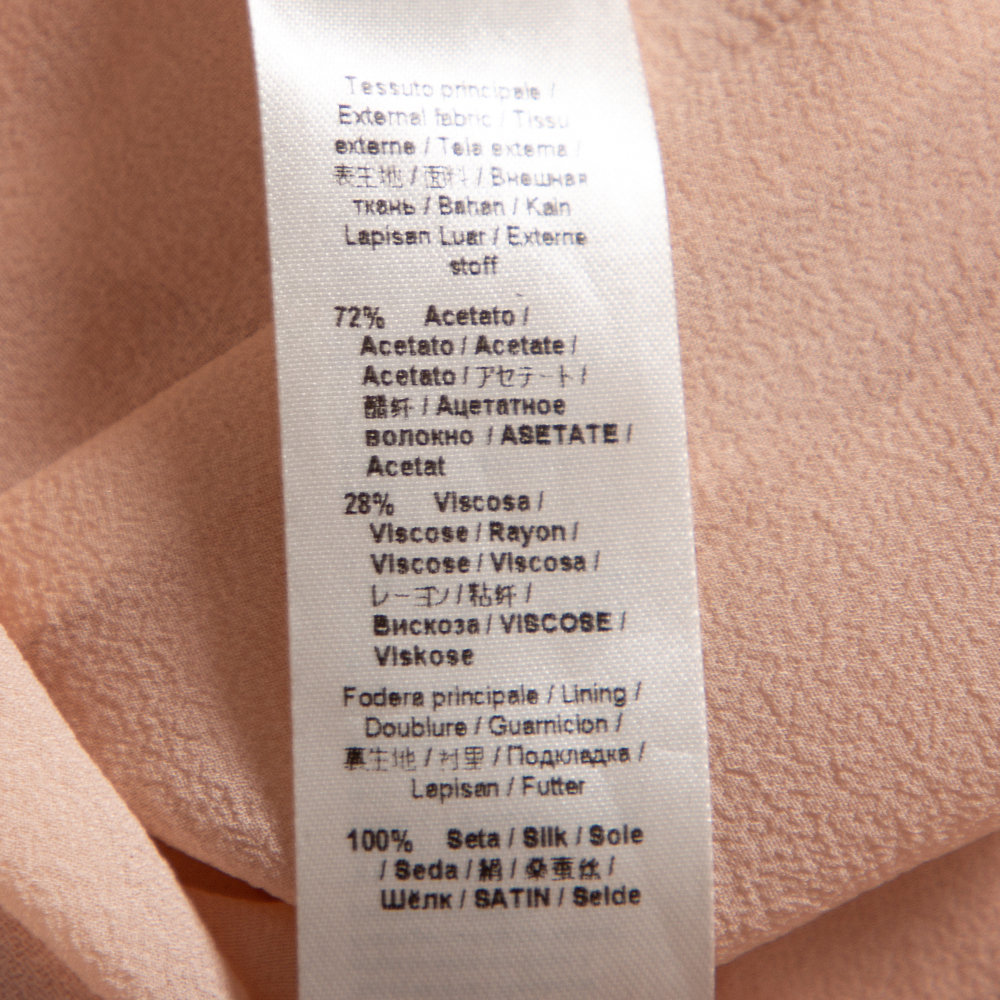 Tessuto principale /
External fabric / Tissu
externe / Tela externa /
表生地 / 面料 / Внешняя
ткань / Bahan / Kain
Lapisan Luar / Externe
stoff
72% Acetato /
Acetato / Acetate /
Acetato / アセテート /
醋纤 / Ацетатное
волокно / ASETATE /
Acetat
28% Viscosa /
Viscose / Rayon /
Viscose / Viscosa /
レーヨン / 粘纤 /
Вискоза / VISCOSE /
Viskose
Fodera principale / Lining /
Doublure / Guarnicion /
裏生地 / 衬里 / Подкладка /
Lapisan / Futter
100% Seta / Silk / Soie
/ Seda / 絹 / 桑蚕丝 /
Шёлк / SATIN / Seide